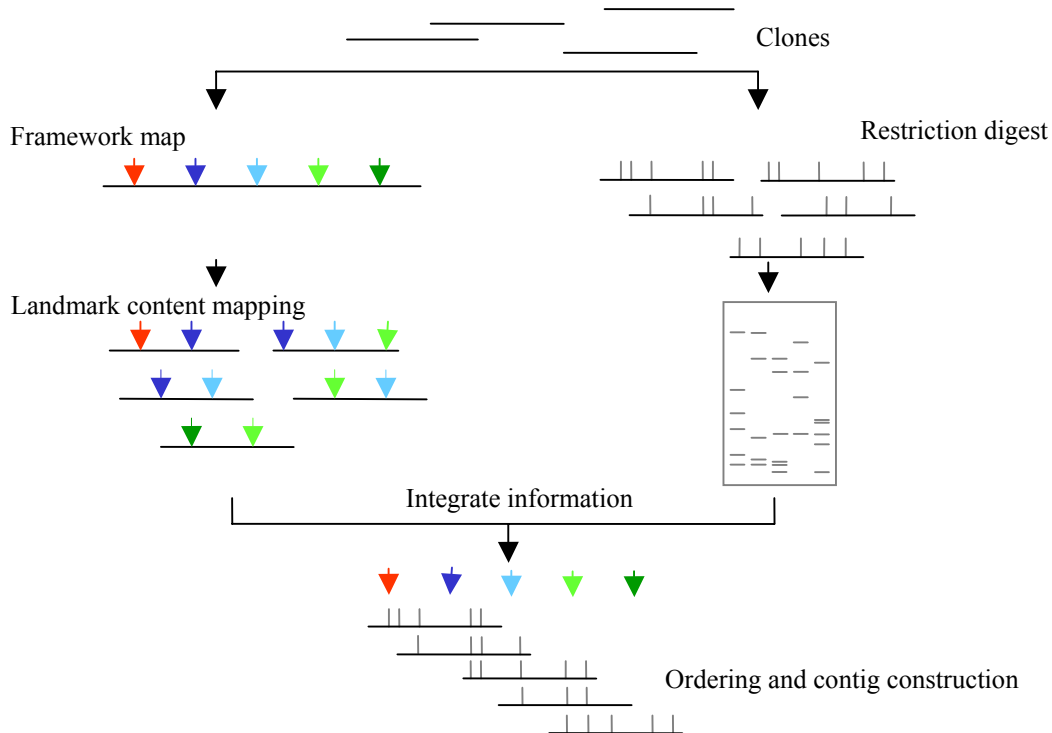 Clones
Framework map
Restriction digest
Landmark content mapping
Integrate information
Ordering and contig construction